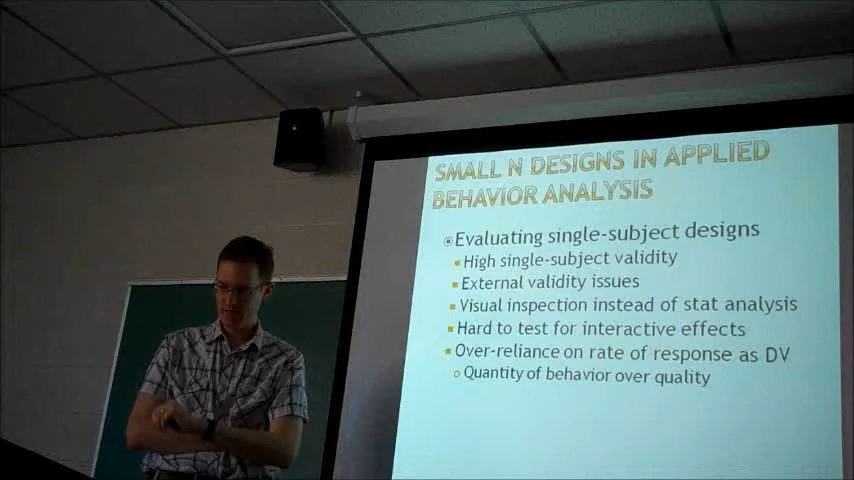 SMALL N DESIGNS IN APPLIED
BEHAVIOR ANALYSIS
Evaluating single-subject designs
High single-subject validity
External validity issues
Visual inspection instead of stat analysis
Hard to test for interactive effects
Over-reliance on rate of response as DV
Quantity of behavior over quality